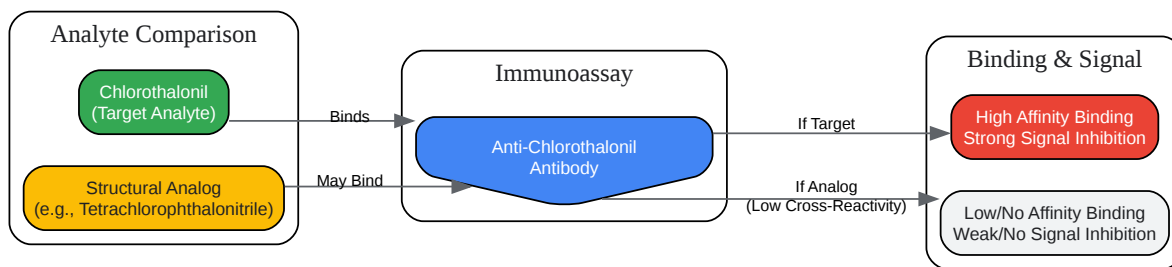 Analyte Comparison
Chlorothalonil
(Target Analyte)
Structural Analog
(e.g., Tetrachlorophthalonitrile)
Binds
May Bind
Immunoassay
Anti-Chlorothalonil
Antibody
If Target
If Analog
(Low Cross-Reactivity)
Binding & Signal
High Affinity Binding
Strong Signal Inhibition
Low/No Affinity Binding
Weak/No Signal Inhibition